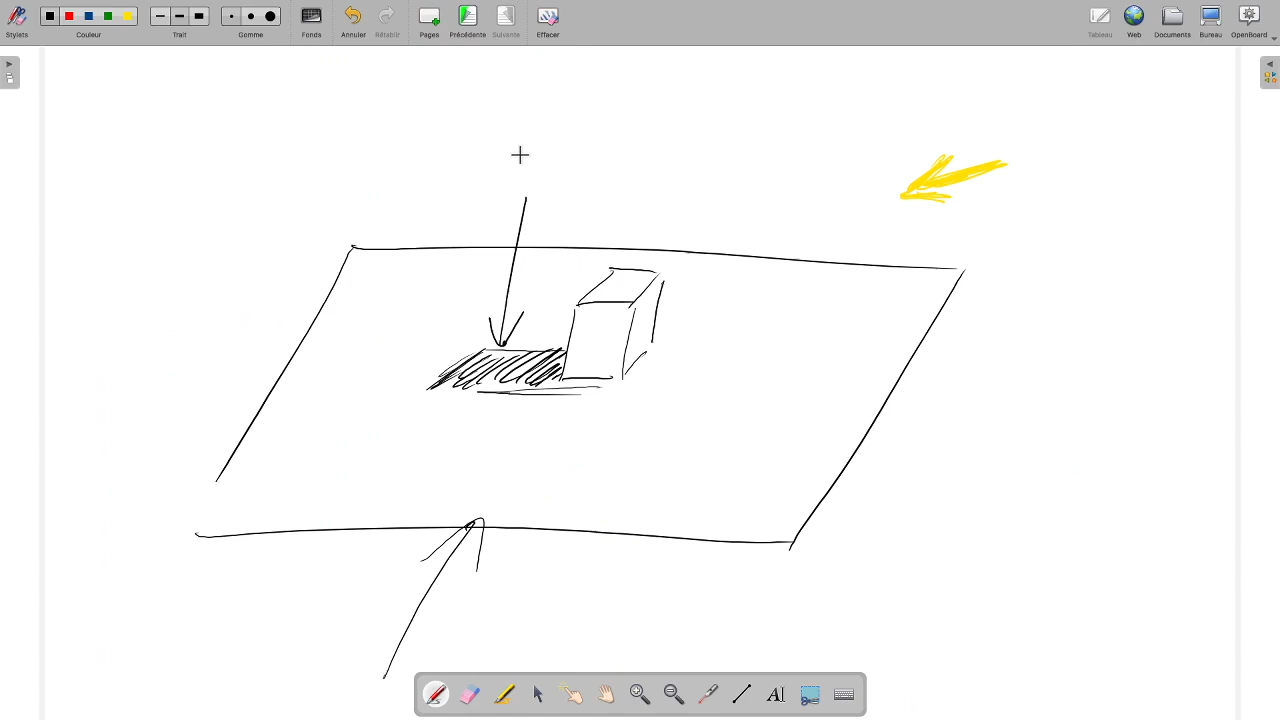 Stylets Couleur Trait Gomme Fonds Annuler Rétablir Pages Précédente Suivante Effacer Tableau Web Documents Bureau OpenBoard